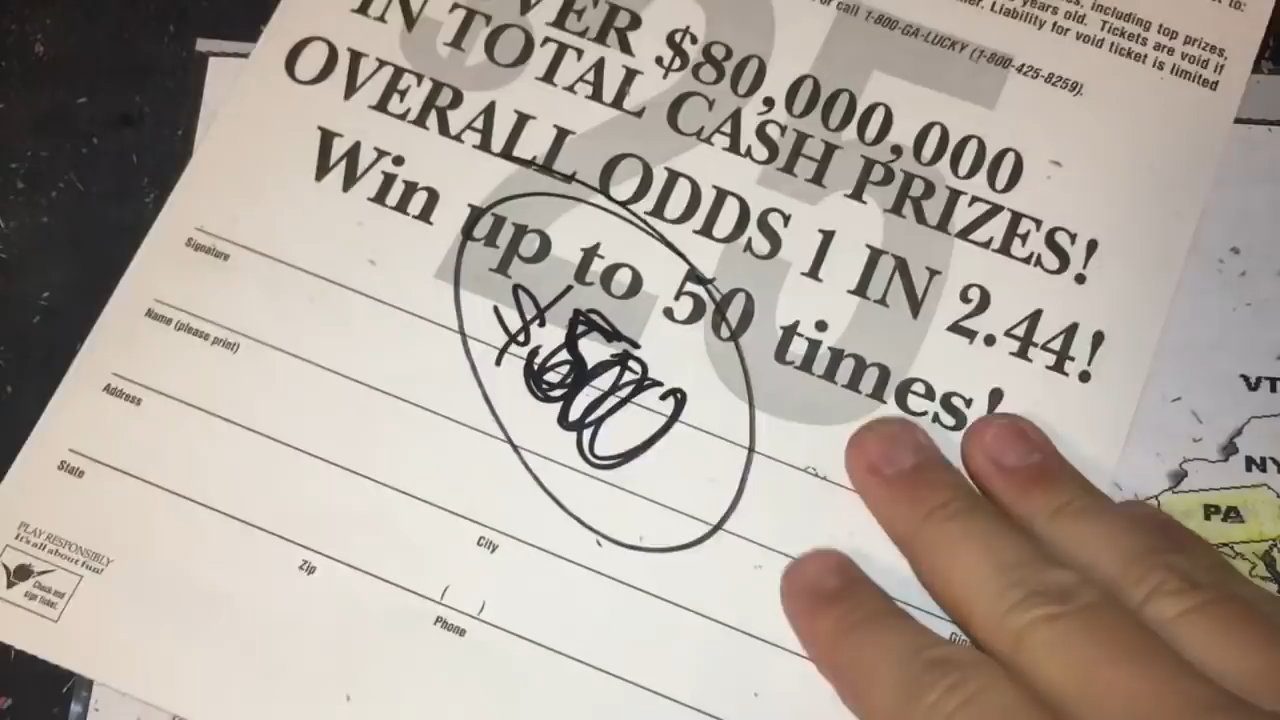 s, including top prizes,
years old. Tickets are void if
er. Liability for void ticket is limited
or call 1-800-GA-LUCKY (1-800-425-8259).
$25
VER $80,000,000
IN TOTAL CASH PRIZES!
OVERALL ODDS 1 IN 2.44!
Win up to 50 times!
$500
Signature
Name (please print)
Address
City
State
Zip
( )
Phone
PLAY RESPONSIBLY
It's all about fun!
Check and
sign ticket.
VT
NY
PA